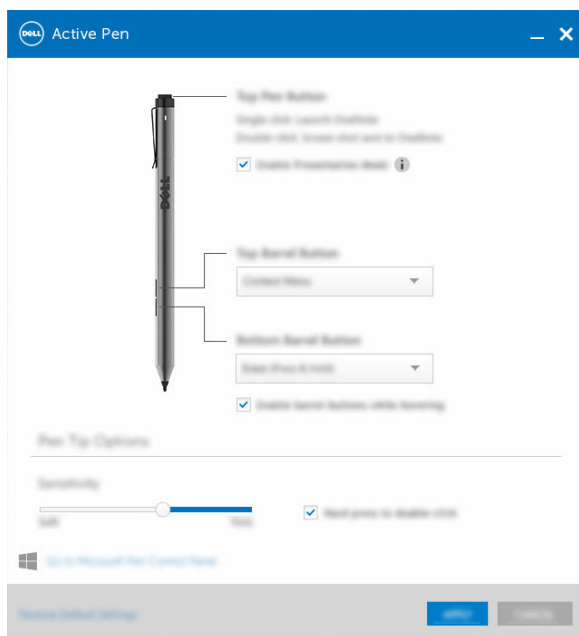 DELL Active Pen
DELL
Top Pen Button
Single-click: Launch OneNote
Double-click: Screen shot sent to OneNote
Enable Presentation Mode
Top Barrel Button
Context Menu
Bottom Barrel Button
Erase (Press & Hold)
Enable barrel buttons while hovering
Pen Tip Options
Sensitivity
Soft
Firm
Hard press to double-click
Go to Microsoft Pen Control Panel
Restore Default Settings
APPLY
CANCEL